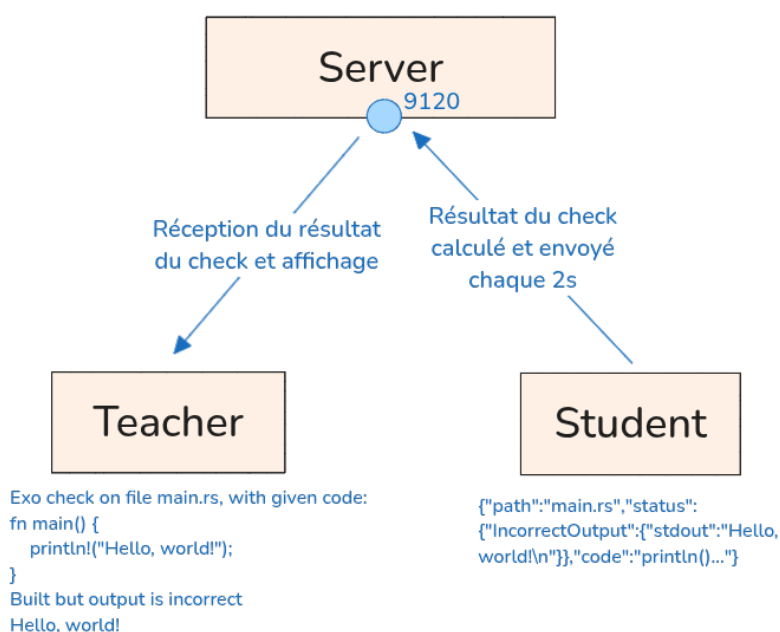 Server
9120
Réception du résultat
du check et affichage
Résultat du check
calculé et envoyé
chaque 2s
Teacher
Student
Exo check on file main.rs, with given code:
fn main() {
    println!("Hello, world!");
}
Built but output is incorrect
Hello, world!
{"path":"main.rs","status":
{"IncorrectOutput":{"stdout":"Hello,
world!\n"}},"code":"println()..."}